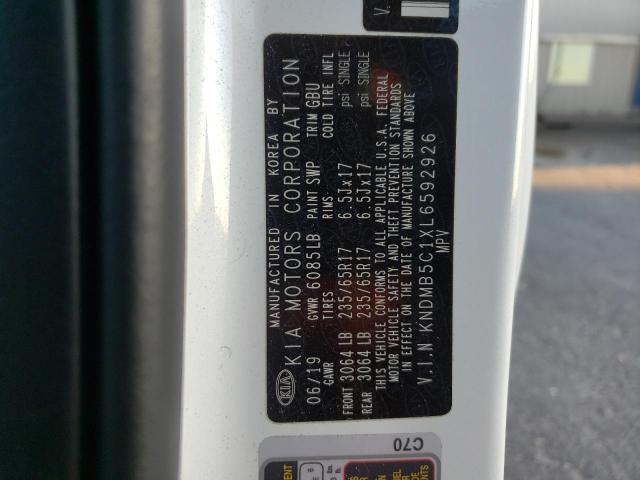 MANUFACTURED IN KOREA BY
KIA KIA MOTORS CORPORATION
06/19 GVWR 6085LB PAINT SWP TRIM GBU
GAWR TIRES RIMS COLD TIRE INFL
FRONT 3064 LB 235/65R17 6.5Jx17 psi SINGLE
REAR 3064 LB 235/65R17 6.5Jx17 psi SINGLE
THIS VEHICLE CONFORMS TO ALL APPLICABLE U.S.A. FEDERAL
MOTOR VEHICLE SAFETY AND THEFT PREVENTION STANDARDS
IN EFFECT ON THE DATE OF MANUFACTURE SHOWN ABOVE
V.I.N KNDMB5C1XL6592926
MPV
V.
C70